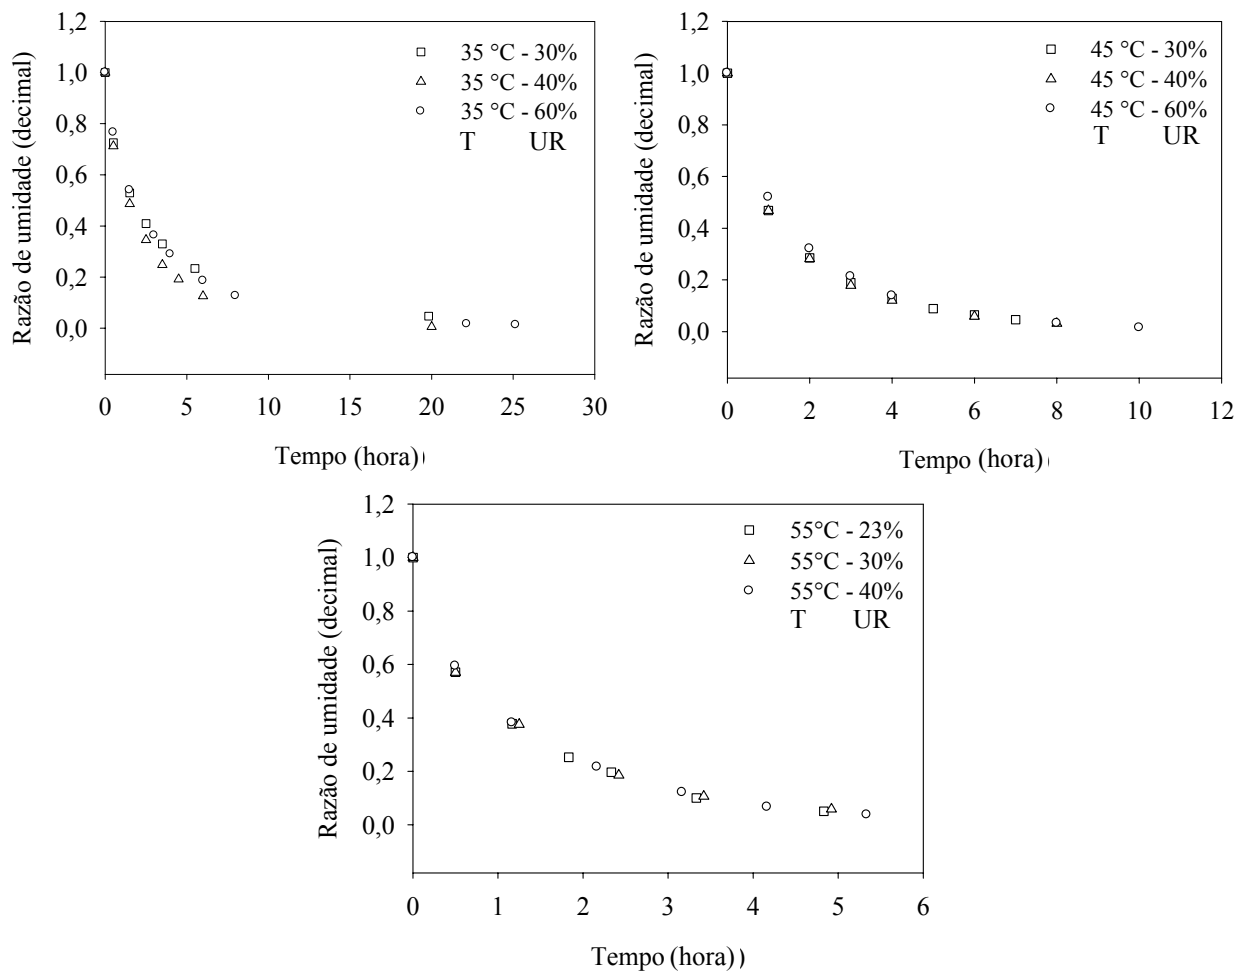 1,2
1,0
0,8
0,6
0,4
0,2
0,0
Razão de umidade (decimal)
35 °C - 30%
35 °C - 40%
35 °C - 60%
T UR
0 5 10 15 20 25 30
Tempo (hora)
1,2
1,0
0,8
0,6
0,4
0,2
0,0
Razão de umidade (decimal)
45 °C - 30%
45 °C - 40%
45 °C - 60%
T UR
0 2 4 6 8 10 12
Tempo (hora)
1,2
1,0
0,8
0,6
0,4
0,2
0,0
Razão de umidade (decimal)
55°C - 23%
55°C - 30%
55°C - 40%
T UR
0 1 2 3 4 5 6
Tempo (hora))